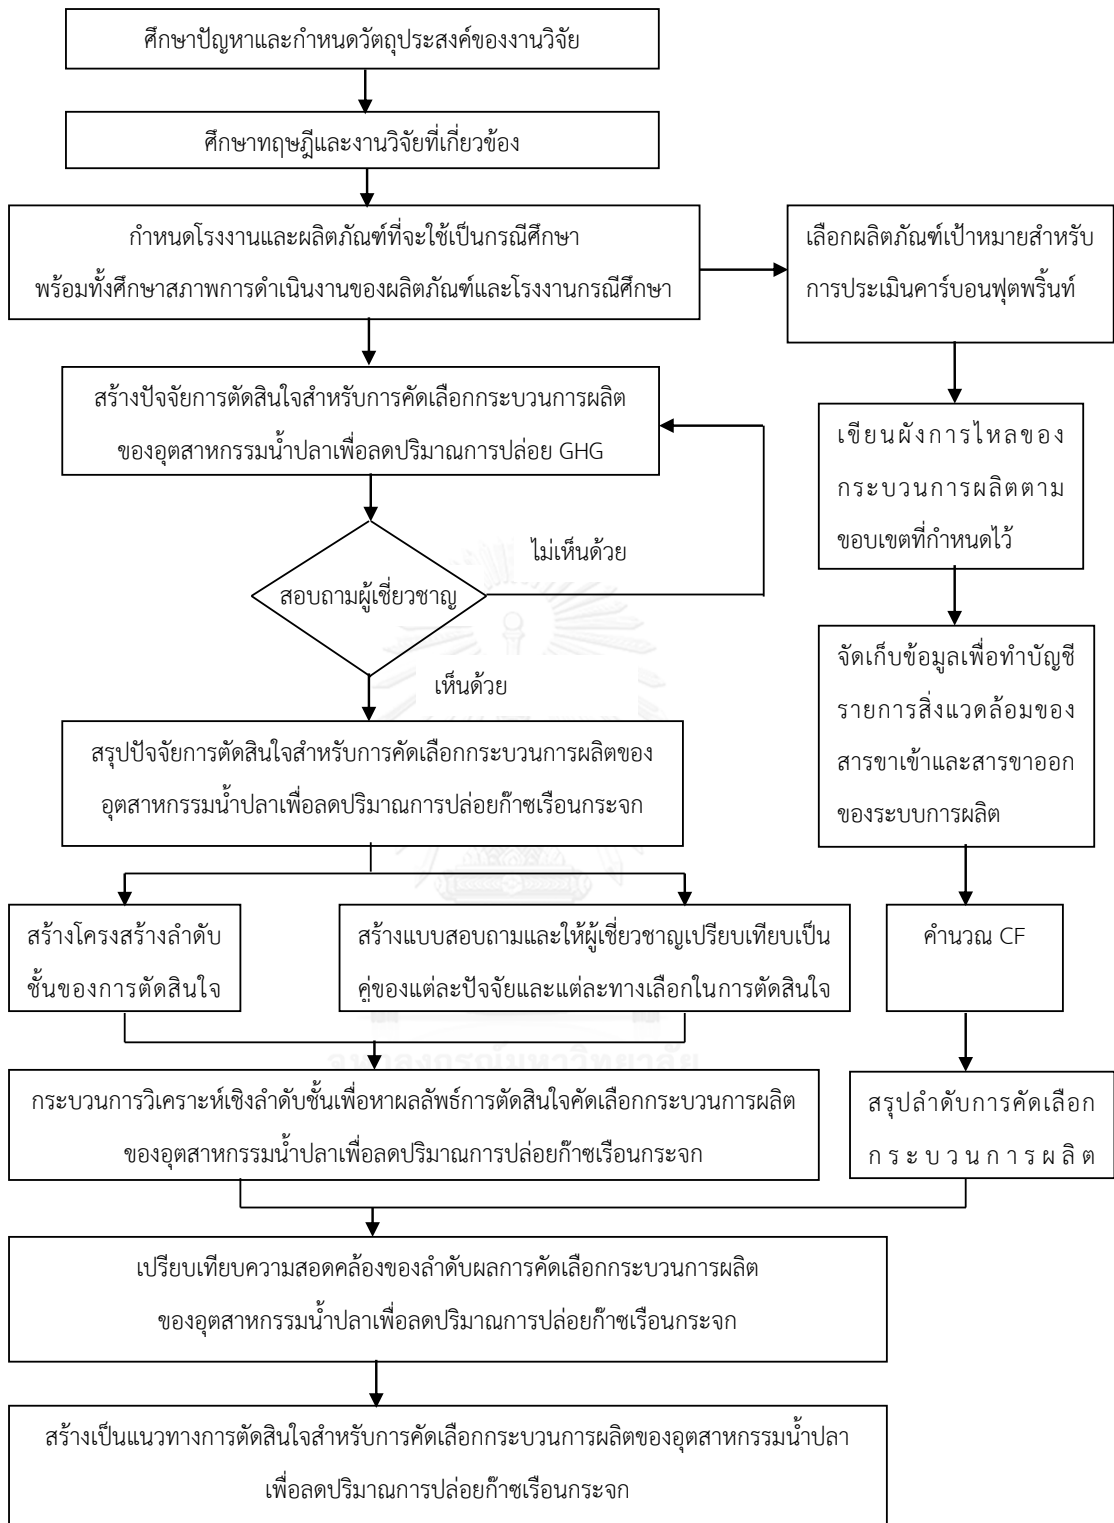 ศึกษาปัญหาและกำหนดวัตถุประสงค์ของงานวิจัย
ศึกษาทฤษฎีและงานวิจัยที่เกี่ยวข้อง
กำหนดโรงงานและผลิตภัณฑ์ที่จะใช้เป็นกรณีศึกษา
พร้อมทั้งศึกษาสภาพการดำเนินงานของผลิตภัณฑ์และโรงงานกรณีศึกษา
เลือกผลิตภัณฑ์เป้าหมายสำหรับ
การประเมินคาร์บอนฟุตพริ้นท์
สร้างปัจจัยการตัดสินใจสำหรับการคัดเลือกกระบวนการผลิต
ของอุตสาหกรรมน้ำปลาเพื่อลดปริมาณการปล่อย GHG
เขียนผังการไหลของ
กระบวนการผลิตตาม
ขอบเขตที่กำหนดไว้
ไม่เห็นด้วย
สอบถามผู้เชี่ยวชาญ
เห็นด้วย
จัดเก็บข้อมูลเพื่อทำบัญชี
รายการสิ่งแวดล้อมของ
สารขาเข้าและสารขาออก
ของระบบการผลิต
สรุปปัจจัยการตัดสินใจสำหรับการคัดเลือกกระบวนการผลิตของ
อุตสาหกรรมน้ำปลาเพื่อลดปริมาณการปล่อยก๊าซเรือนกระจก
สร้างโครงสร้างลำดับ
ชั้นของการตัดสินใจ
สร้างแบบสอบถามและให้ผู้เชี่ยวชาญเปรียบเทียบเป็น
คู่ของแต่ละปัจจัยและแต่ละทางเลือกในการตัดสินใจ
คำนวณ CF
จุฬาลงกรณ์มหาวิทยาลัย
กระบวนการวิเคราะห์เชิงลำดับชั้นเพื่อหาผลลัพธ์การตัดสินใจคัดเลือกกระบวนการผลิต
ของอุตสาหกรรมน้ำปลาเพื่อลดปริมาณการปล่อยก๊าซเรือนกระจก
สรุปลำดับการคัดเลือก
กระบวนการผลิต
เปรียบเทียบความสอดคล้องของลำดับผลการคัดเลือกกระบวนการผลิต
ของอุตสาหกรรมน้ำปลาเพื่อลดปริมาณการปล่อยก๊าซเรือนกระจก
สร้างเป็นแนวทางการตัดสินใจสำหรับการคัดเลือกกระบวนการผลิตของอุตสาหกรรมน้ำปลา
เพื่อลดปริมาณการปล่อยก๊าซเรือนกระจก